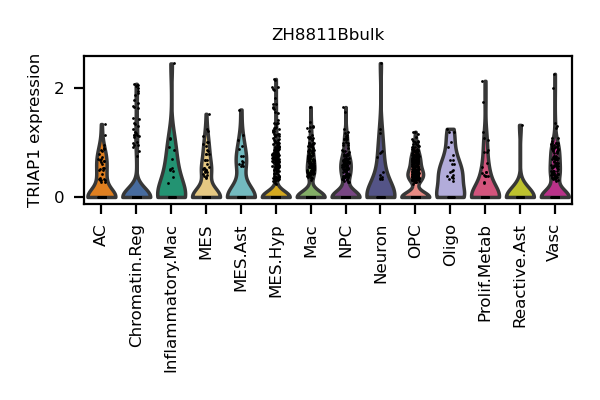 ZH8811Bbulk
TRIAP1 expression
2
0
AC
Chromatin.Reg
Inflammatory.Mac
MES
MES.Ast
MES.Hyp
Mac
NPC
Neuron
OPC
Oligo
Prolif.Metab
Reactive.Ast
Vasc